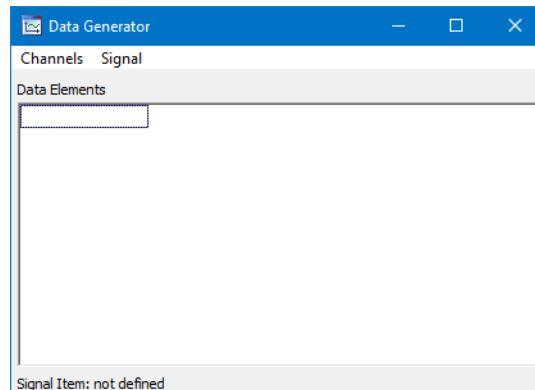 Data Generator
Channels Signal
Data Elements
Signal Item: not defined